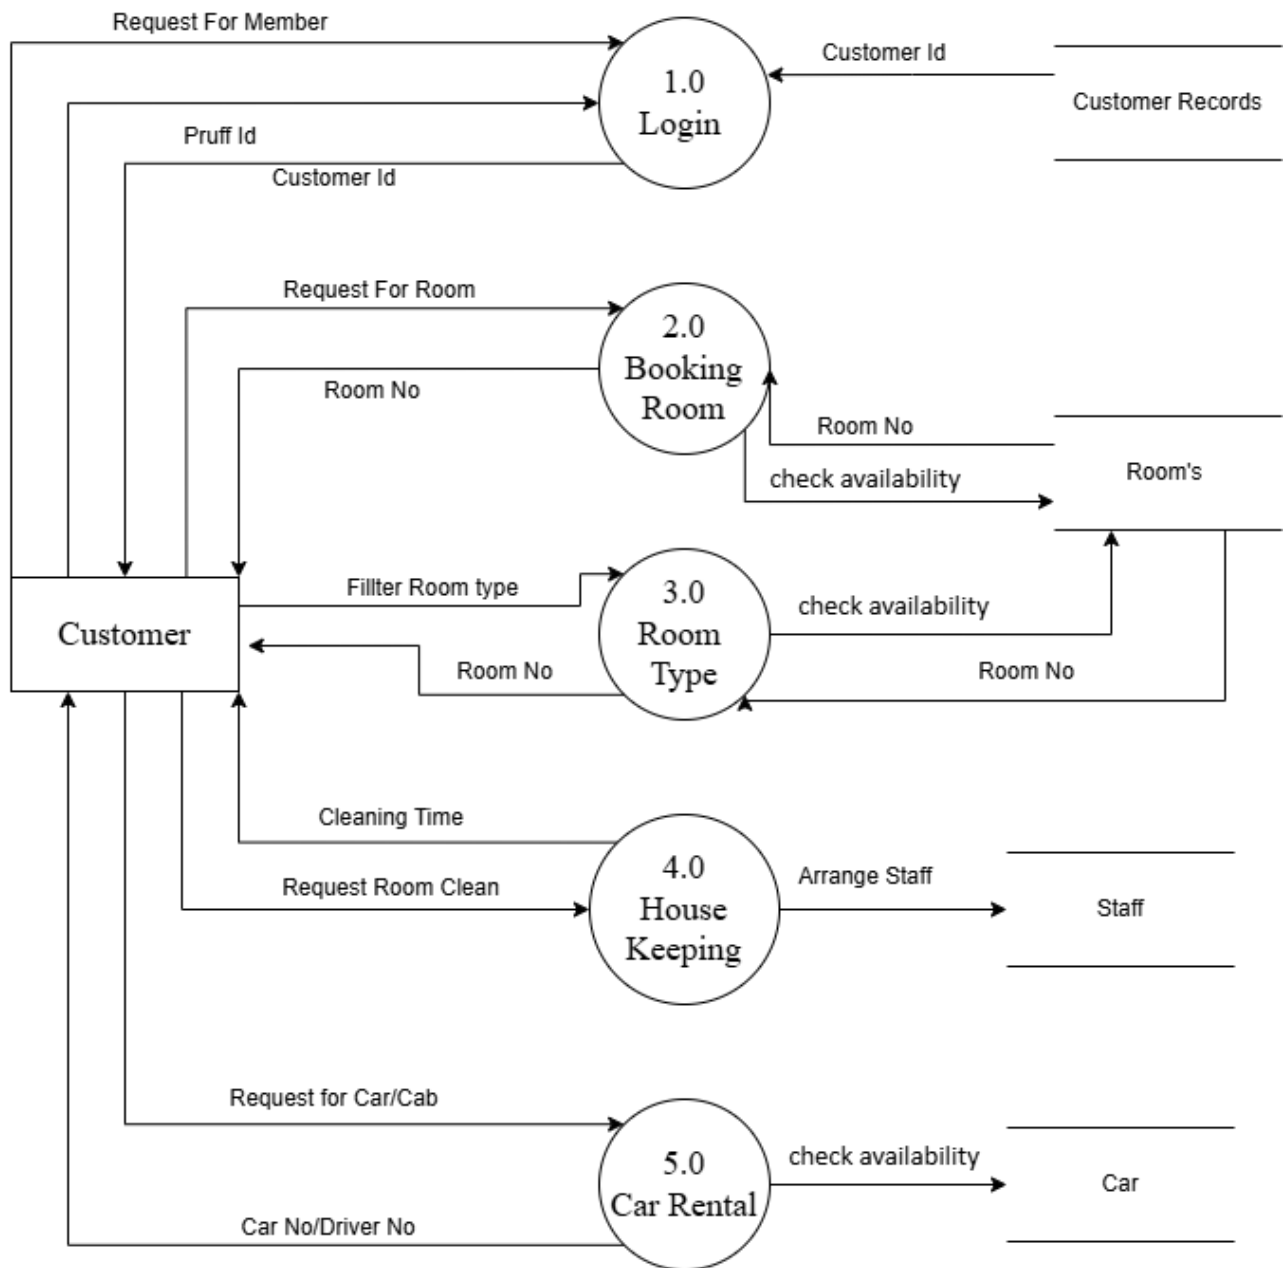 Request For Member
1.0
Login
Customer Id
Customer Records
Pruff Id
Customer Id
Request For Room
2.0
Booking
Room
Room No
Room No
check availability
Room's
Fillter Room type
3.0
Room
Type
check availability
Customer
Room No
Room No
Cleaning Time
4.0
House
Keeping
Request Room Clean
Arrange Staff
Staff
Request for Car/Cab
5.0
Car Rental
check availability
Car
Car No/Driver No